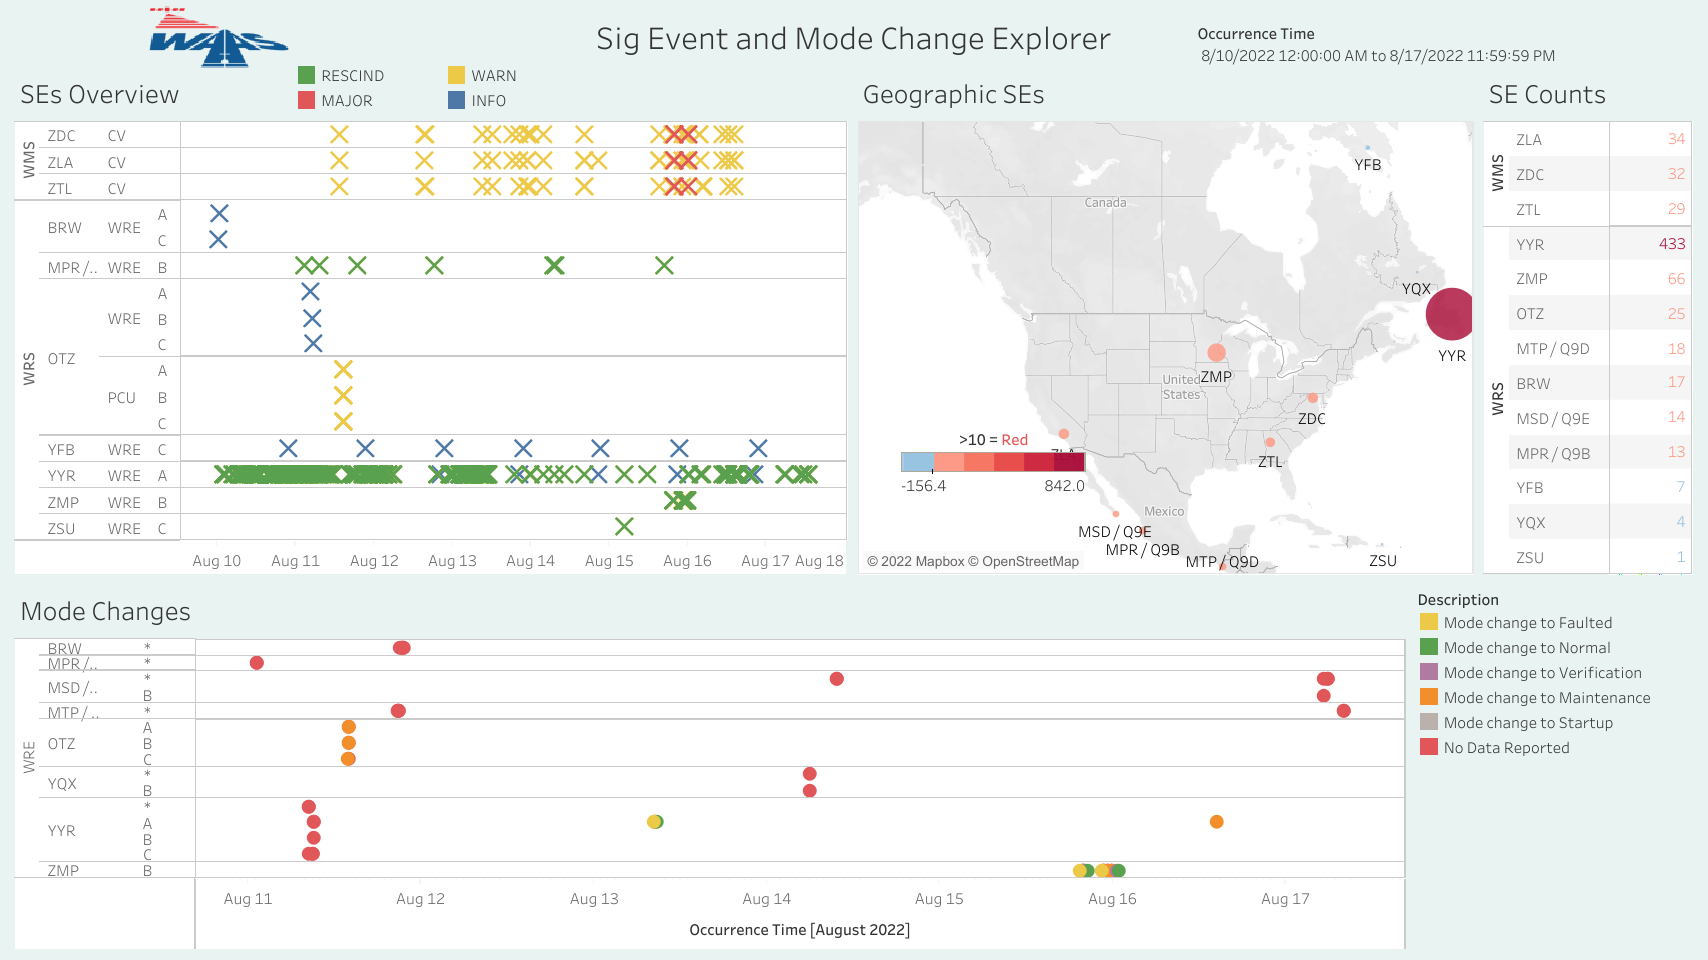 WAAS
Sig Event and Mode Change Explorer
Occurrence Time
8/10/2022 12:00:00 AM to 8/17/2022 11:59:59 PM
RESCIND
WARN
MAJOR
INFO
SEs Overview
WMS
ZDC CV
ZLA CV
ZTL CV
WRS
BRW WRE A
C
MPR /.. WRE B
OTZ
WRE
A
B
C
PCU
A
B
C
YFB WRE C
YYR WRE A
ZMP WRE B
ZSU WRE C
Aug 10 Aug 11 Aug 12 Aug 13 Aug 14 Aug 15 Aug 16 Aug 17 Aug 18
Geographic SEs
YFB
Canada
YQX
YYR
ZMP
United
States
ZDC
>10 = Red
ZTL
-156.4 842.0
Mexico
MSD / Q9E
MPR / Q9B
MTP / Q9D
ZSU
© 2022 Mapbox © OpenStreetMap
SE Counts
WMS
ZLA 34
ZDC 32
ZTL 29
WRS
YYR 433
ZMP 66
OTZ 25
MTP / Q9D 18
BRW 17
MSD / Q9E 14
MPR / Q9B 13
YFB 7
YQX 4
ZSU 1
Mode Changes
WRE
BRW *
MPR /.. *
MSD /.. *
B
MTP / .. *
OTZ
A
B
C
YQX
*
B
YYR
*
A
B
C
ZMP B
Aug 11 Aug 12 Aug 13 Aug 14 Aug 15 Aug 16 Aug 17
Occurrence Time [August 2022]
Description
Mode change to Faulted
Mode change to Normal
Mode change to Verification
Mode change to Maintenance
Mode change to Startup
No Data Reported